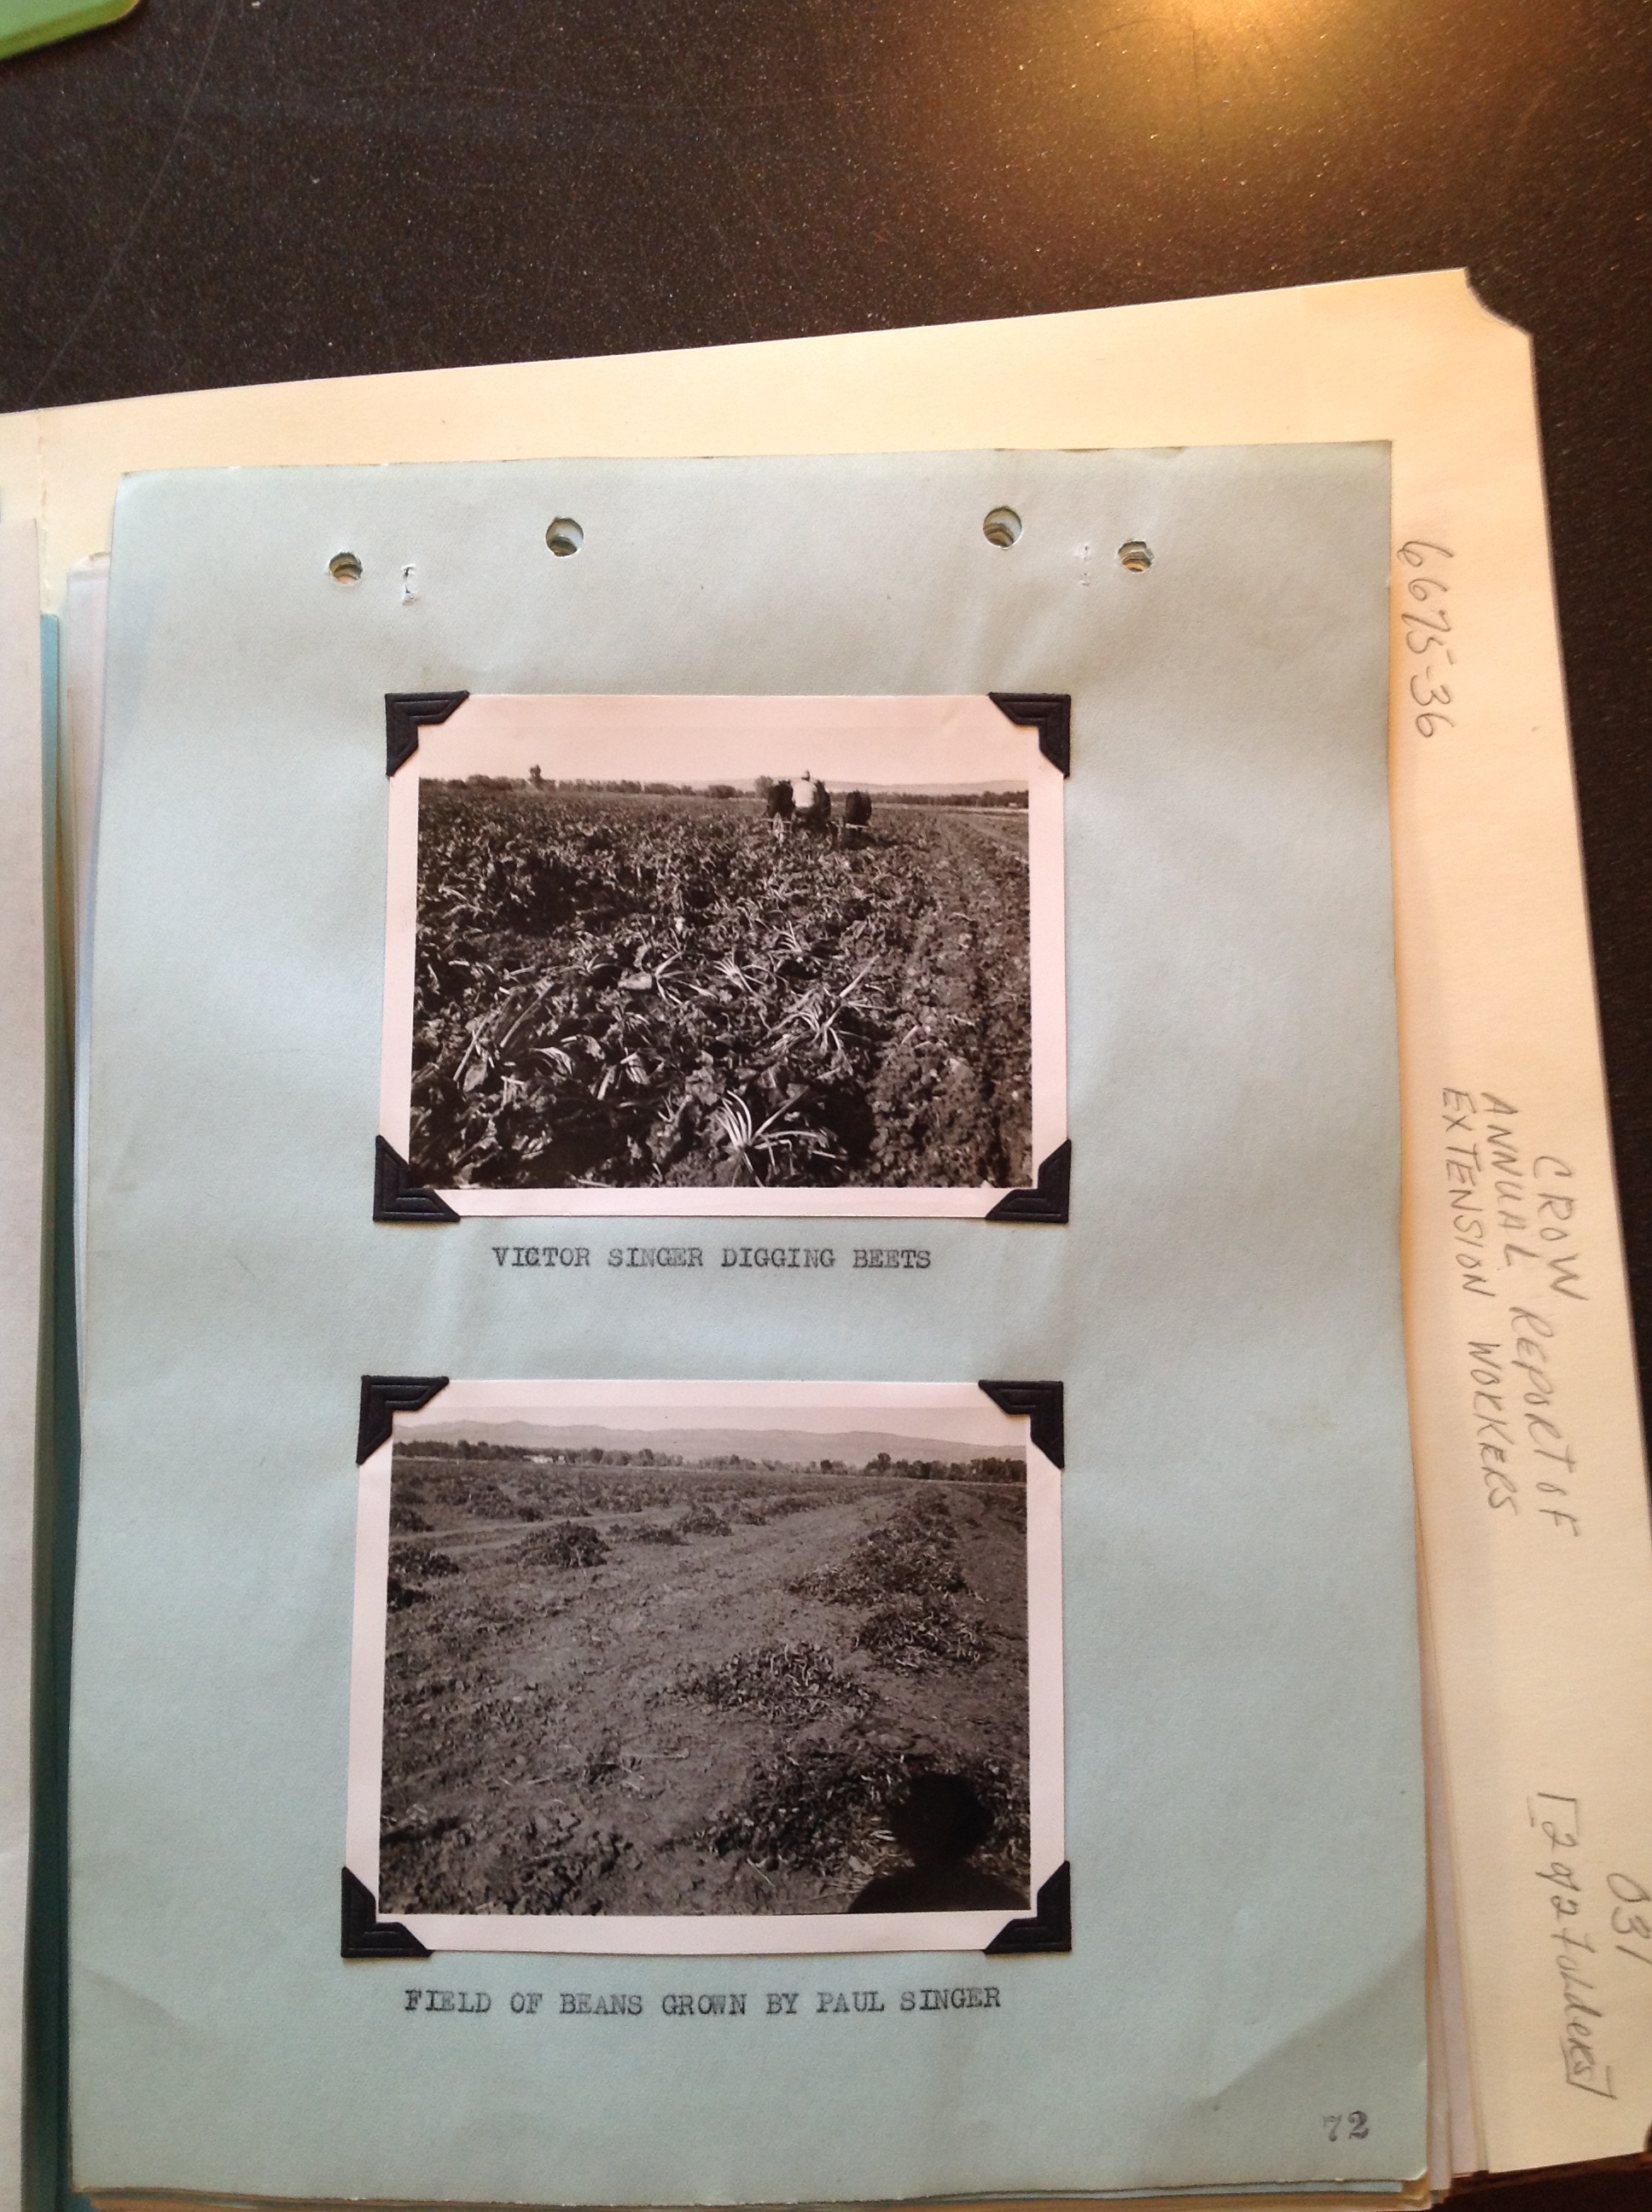 VICTOR SINGER DIGGING BEETS
FIELD OF BEANS GROWN BY PAUL SINGER
72
6675-36
CROW
ANNUAL REPORT OF
EXTENSION WORKERS
031
[2 of 2 folders]